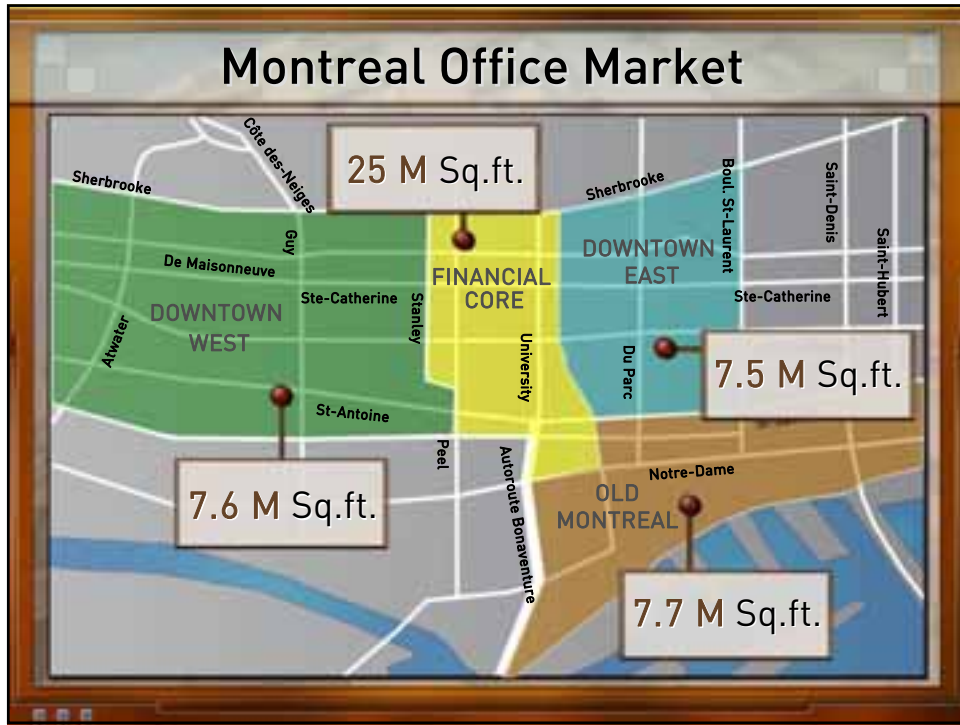 Montreal Office Market
Côte des-Neiges
25 M Sq.ft.
Sherbrooke
Sherbrooke
Boul. St-Laurent
Saint-Denis
Saint-Hubert
Guy
De Maisonneuve
DOWNTOWN
EAST
FINANCIAL
CORE
Ste-Catherine
Ste-Catherine
Stanley
DOWNTOWN
WEST
Atwater
University
Du Parc
7.5 M Sq.ft.
St-Antoine
Peel
Autoroute Bonaventure
Notre-Dame
7.6 M Sq.ft.
OLD
MONTREAL
7.7 M Sq.ft.